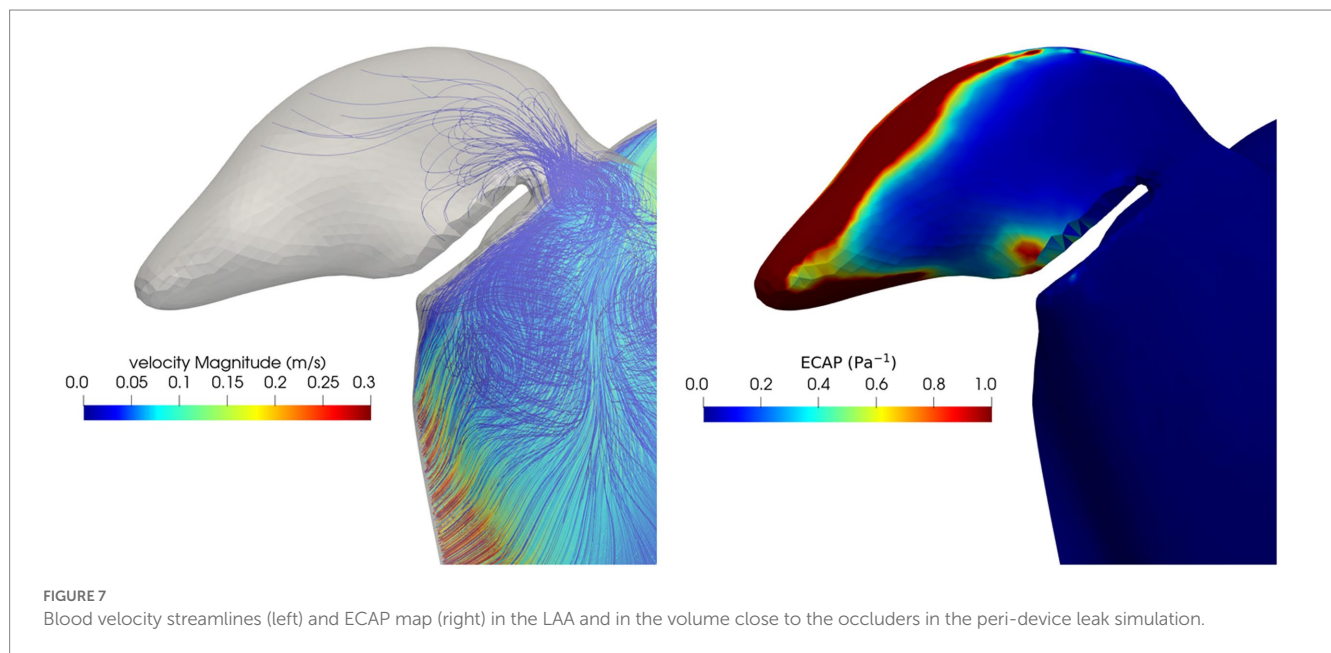 velocity Magnitude (m/s)
0.0 0.05 0.1 0.15 0.2 0.25 0.3
ECAP (Pa⁻¹)
0.0 0.2 0.4 0.6 0.8 1.0
FIGURE 7
Blood velocity streamlines (left) and ECAP map (right) in the LAA and in the volume close to the occluders in the peri-device leak simulation.